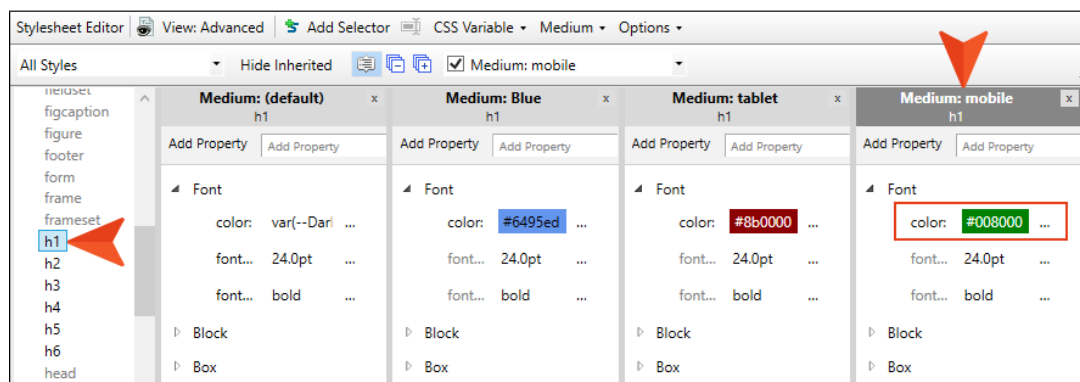 Stylesheet Editor View: Advanced Add Selector CSS Variable Medium Options
All Styles Hide Inherited Medium: mobile
fieldset
figcaption
figure
footer
form
frame
frameset
h1
h2
h3
h4
h5
h6
head
Medium: (default) x
h1
Add Property Add Property
Font
color: var(--Darl ...
font... 24.0pt ...
font... bold ...
Block
Box
Medium: Blue x
h1
Add Property Add Property
Font
color: #6495ed ...
font... 24.0pt ...
font... bold ...
Block
Box
Medium: tablet x
h1
Add Property Add Property
Font
color: #8b0000 ...
font... 24.0pt ...
font... bold ...
Block
Box
Medium: mobile x
h1
Add Property Add Property
Font
color: #008000 ...
font... 24.0pt ...
font... bold ...
Block
Box